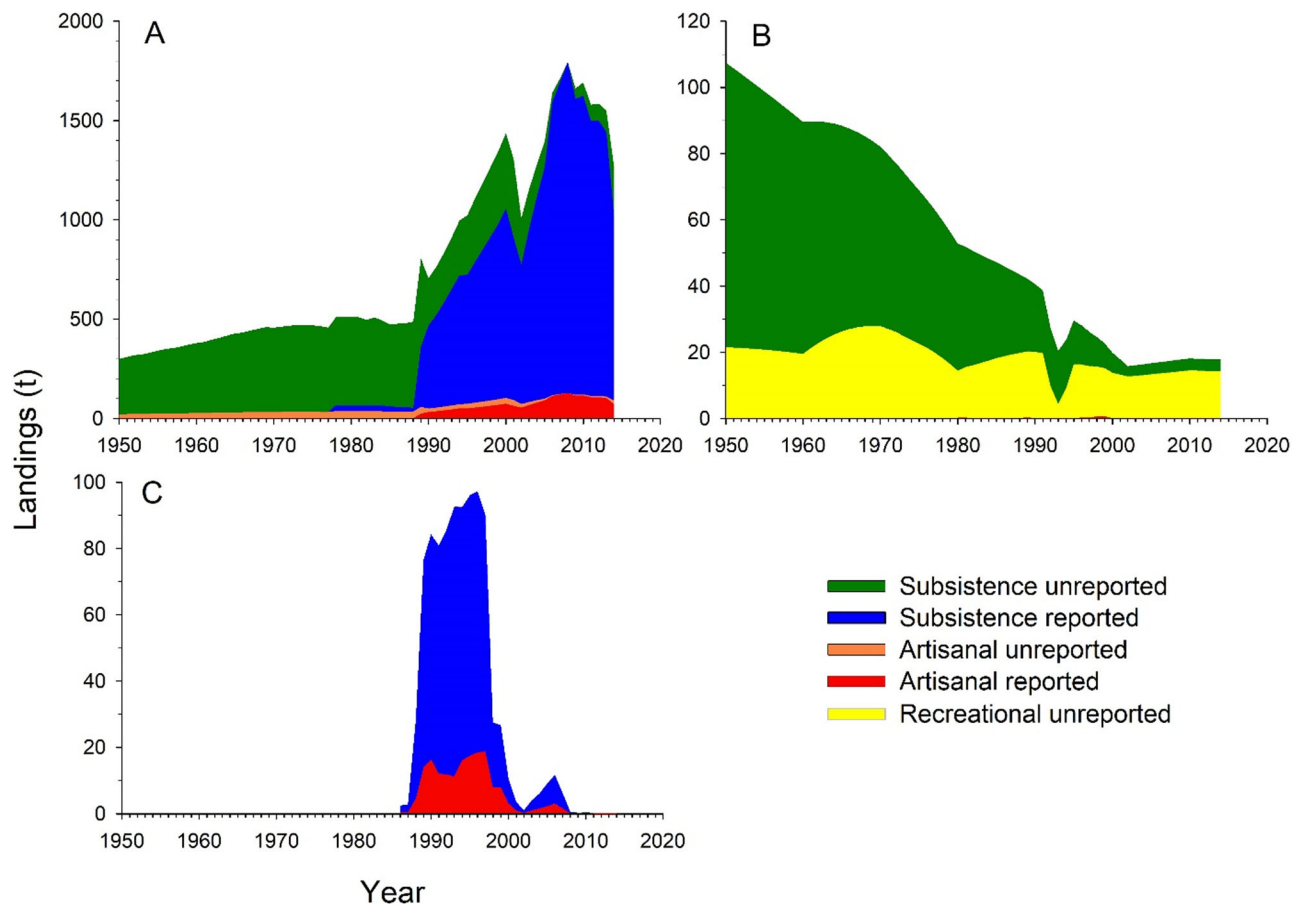 A
2000
1500
1000
500
0
1950 1960 1970 1980 1990 2000 2010 2020
B
120
100
80
60
40
20
0
1950 1960 1970 1980 1990 2000 2010 2020
Landings (t)
C
100
80
60
40
20
0
1950 1960 1970 1980 1990 2000 2010 2020
Year
Subsistence unreported
Subsistence reported
Artisanal unreported
Artisanal reported
Recreational unreported